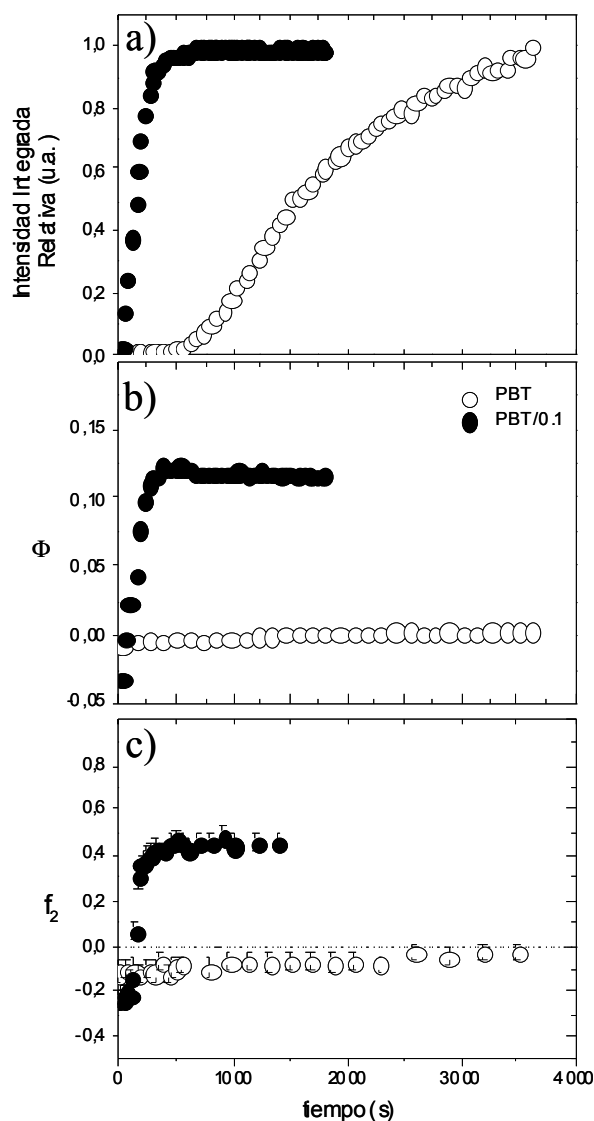 a)
1,0
0,8
0,6
0,4
0,2
0,0
Intensidad Integrada
Relativa (u.a.)
b)
PBT
PBT/0.1
0,15
0,10
0,05
0,00
-0,05
Φ
c)
0,8
0,6
0,4
0,2
0,0
-0,2
-0,4
f2
0
1000
2000
3000
4000
tiempo (s)